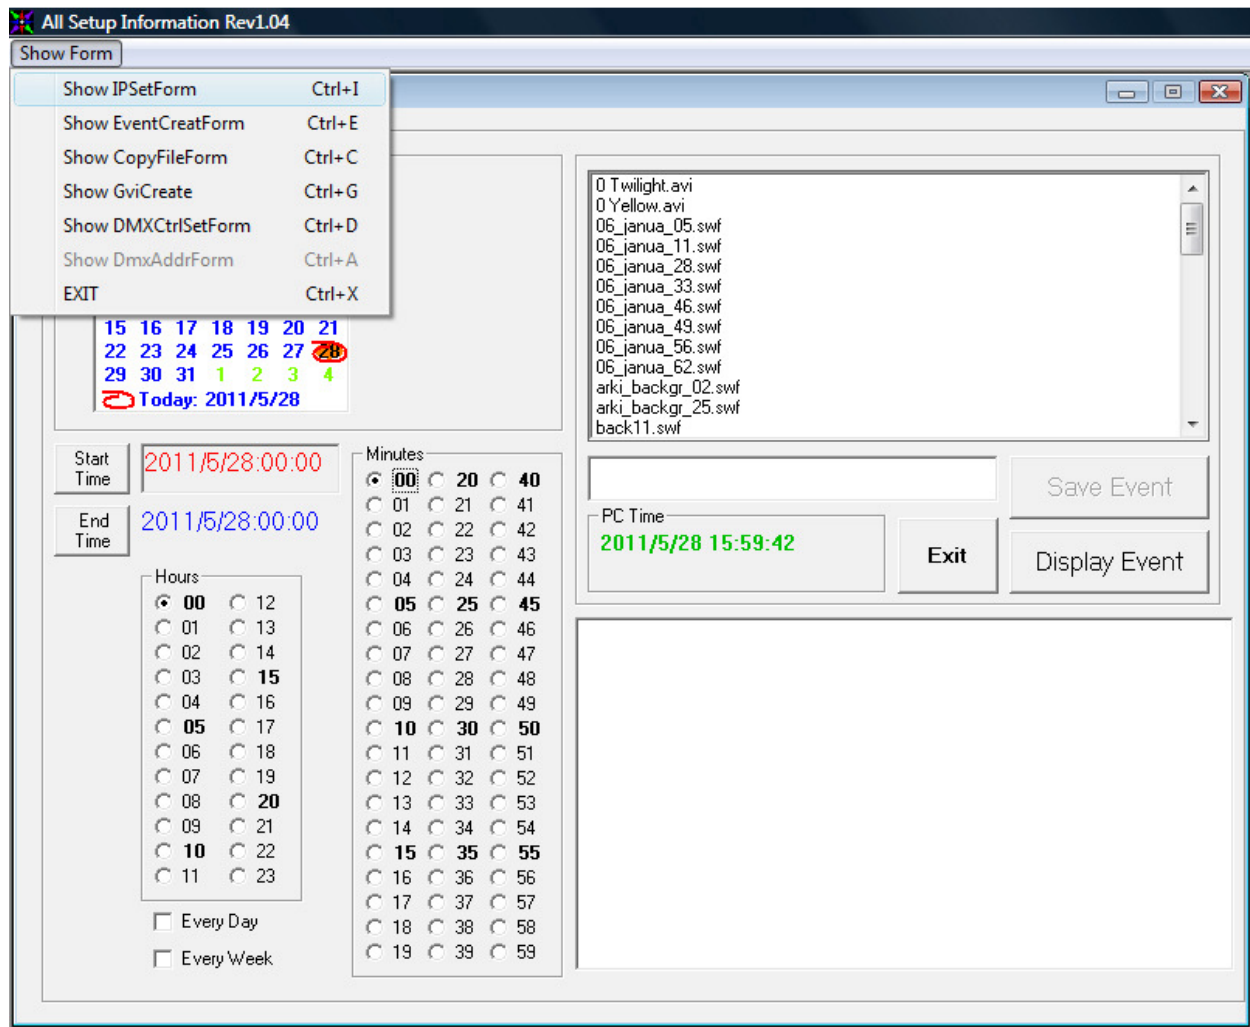 All Setup Information Rev1.04
Show Form
Show IPSetForm Ctrl+I
Show EventCreatForm Ctrl+E
Show CopyFileForm Ctrl+C
Show GviCreate Ctrl+G
Show DMXCtrlSetForm Ctrl+D
Show DmxAddrForm Ctrl+A
EXIT Ctrl+X
15 16 17 18 19 20 21
22 23 24 25 26 27 28
29 30 31 1 2 3 4
Today: 2011/5/28
0 Twilight.avi
0 Yellow.avi
06_janua_05.swf
06_janua_11.swf
06_janua_28.swf
06_janua_33.swf
06_janua_46.swf
06_janua_49.swf
06_janua_56.swf
06_janua_62.swf
arki_backgr_02.swf
arki_backgr_25.swf
back11.swf
Start
Time
2011/5/28:00:00
End
Time
2011/5/28:00:00
Hours
00 12
01 13
02 14
03 15
04 16
05 17
06 18
07 19
08 20
09 21
10 22
11 23
Every Day
Every Week
Minutes
00 20 40
01 21 41
02 22 42
03 23 43
04 24 44
05 25 45
06 26 46
07 27 47
08 28 48
09 29 49
10 30 50
11 31 51
12 32 52
13 33 53
14 34 54
15 35 55
16 36 56
17 37 57
18 38 58
19 39 59
Save Event
PC Time
2011/5/28 15:59:42
Exit
Display Event